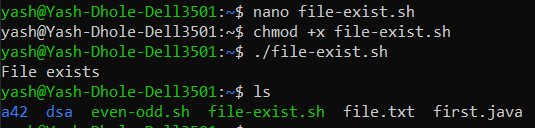 yash@Yash-Dhole-Dell3501:~$ nano file-exist.sh
yash@Yash-Dhole-Dell3501:~$ chmod +x file-exist.sh
yash@Yash-Dhole-Dell3501:~$ ./file-exist.sh
File exists
yash@Yash-Dhole-Dell3501:~$ ls
a42  dsa  even-odd.sh  file-exist.sh  file.txt  first.java